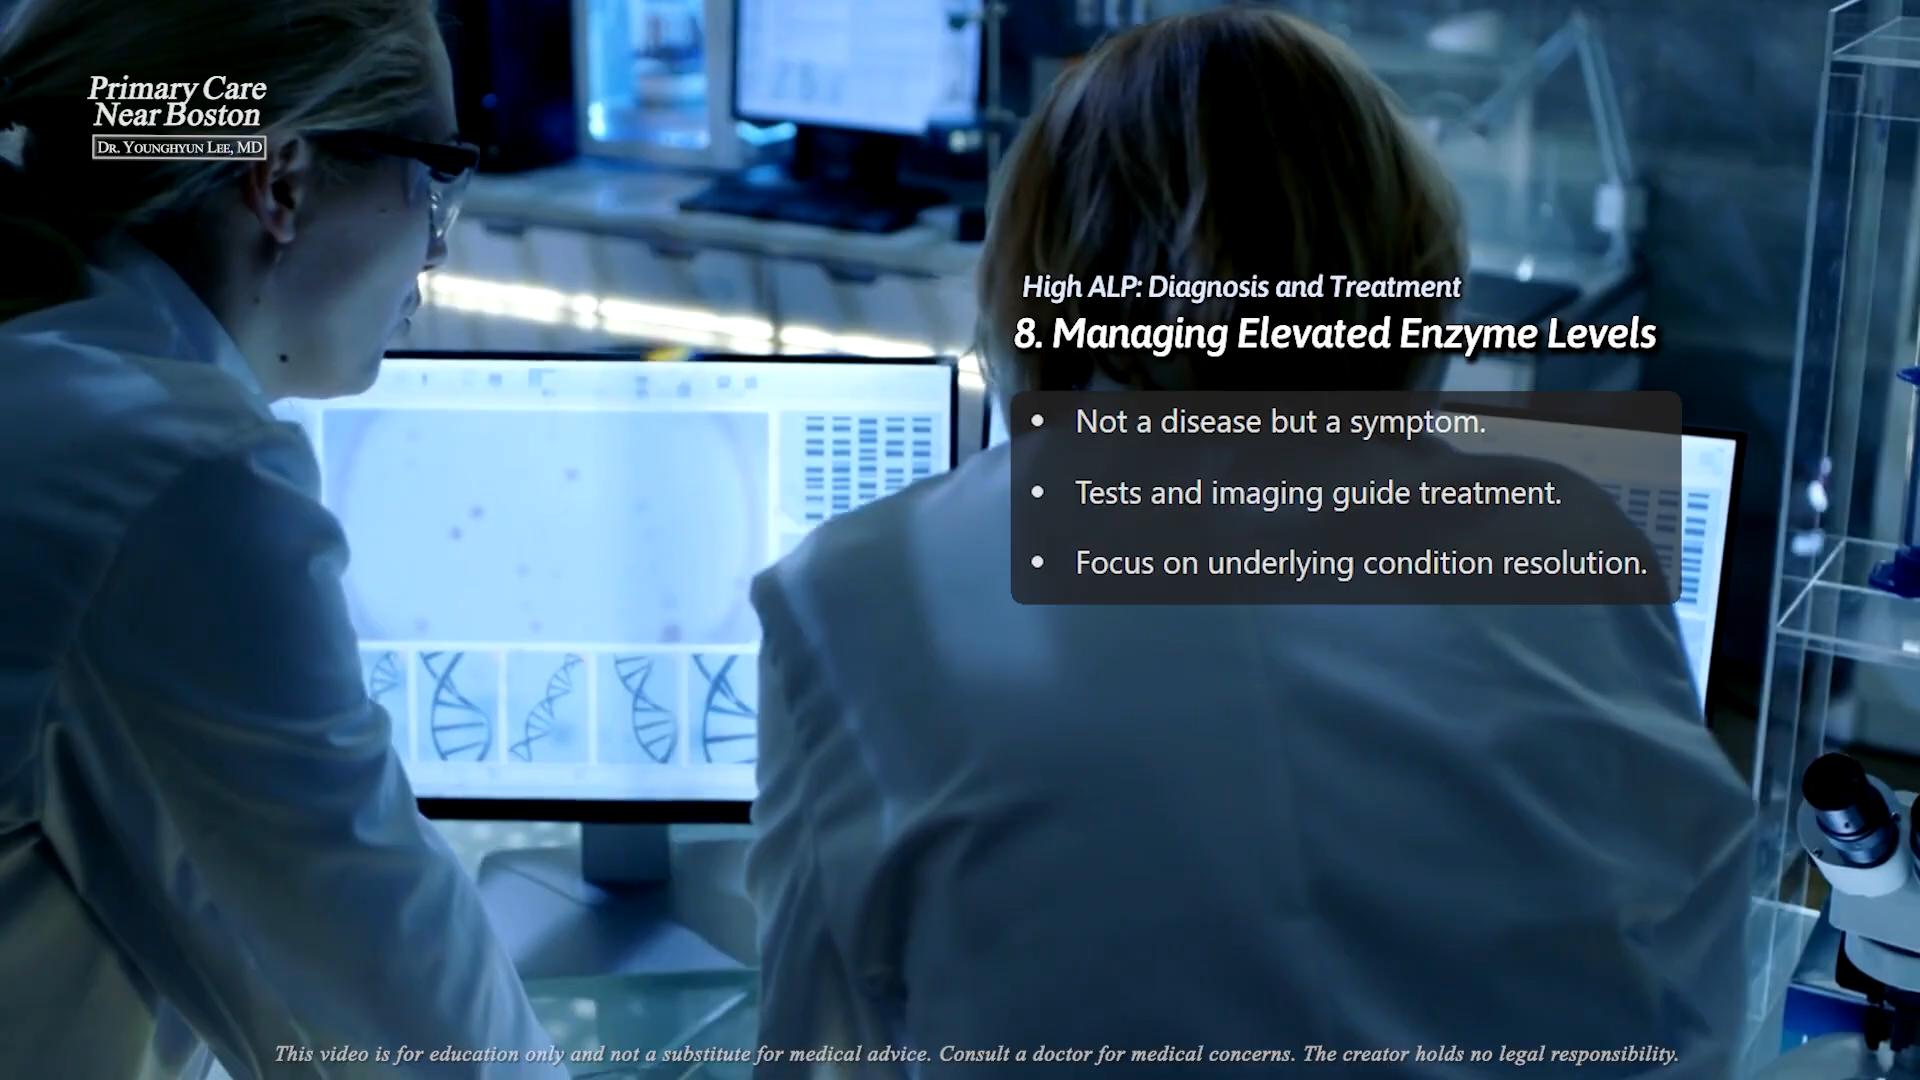 Primary Care
Near Boston
Dr. Younghyun Lee, MD
High ALP: Diagnosis and Treatment
8. Managing Elevated Enzyme Levels
• Not a disease but a symptom.
• Tests and imaging guide treatment.
• Focus on underlying condition resolution.
This video is for education only and not a substitute for medical advice. Consult a doctor for medical concerns. The creator holds no legal responsibility.